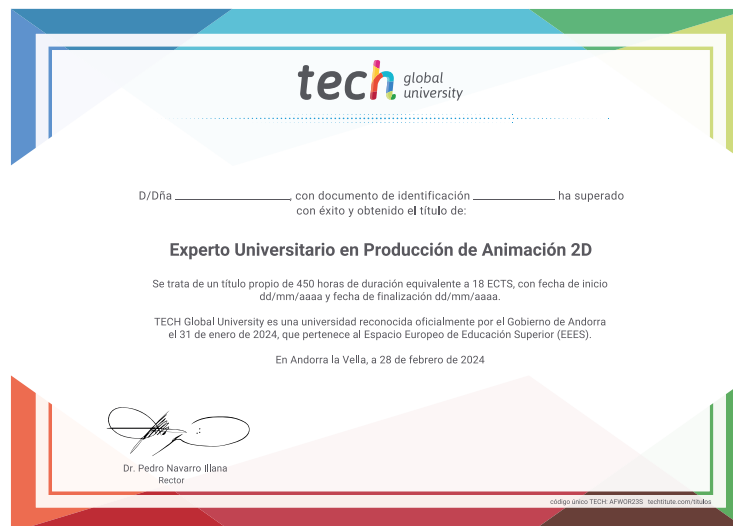 tech global
university
D/Dña ____________________, con documento de identificación ______________ ha superado
con éxito y obtenido el título de:
Experto Universitario en Producción de Animación 2D
Se trata de un título propio de 450 horas de duración equivalente a 18 ECTS, con fecha de inicio
dd/mm/aaaa y fecha de finalización dd/mm/aaaa.
TECH Global University es una universidad reconocida oficialmente por el Gobierno de Andorra
el 31 de enero de 2024, que pertenece al Espacio Europeo de Educación Superior (EEES).
En Andorra la Vella, a 28 de febrero de 2024
Dr. Pedro Navarro Illana
Rector
código único TECH: AFWOR23S techtitute.com/titulos